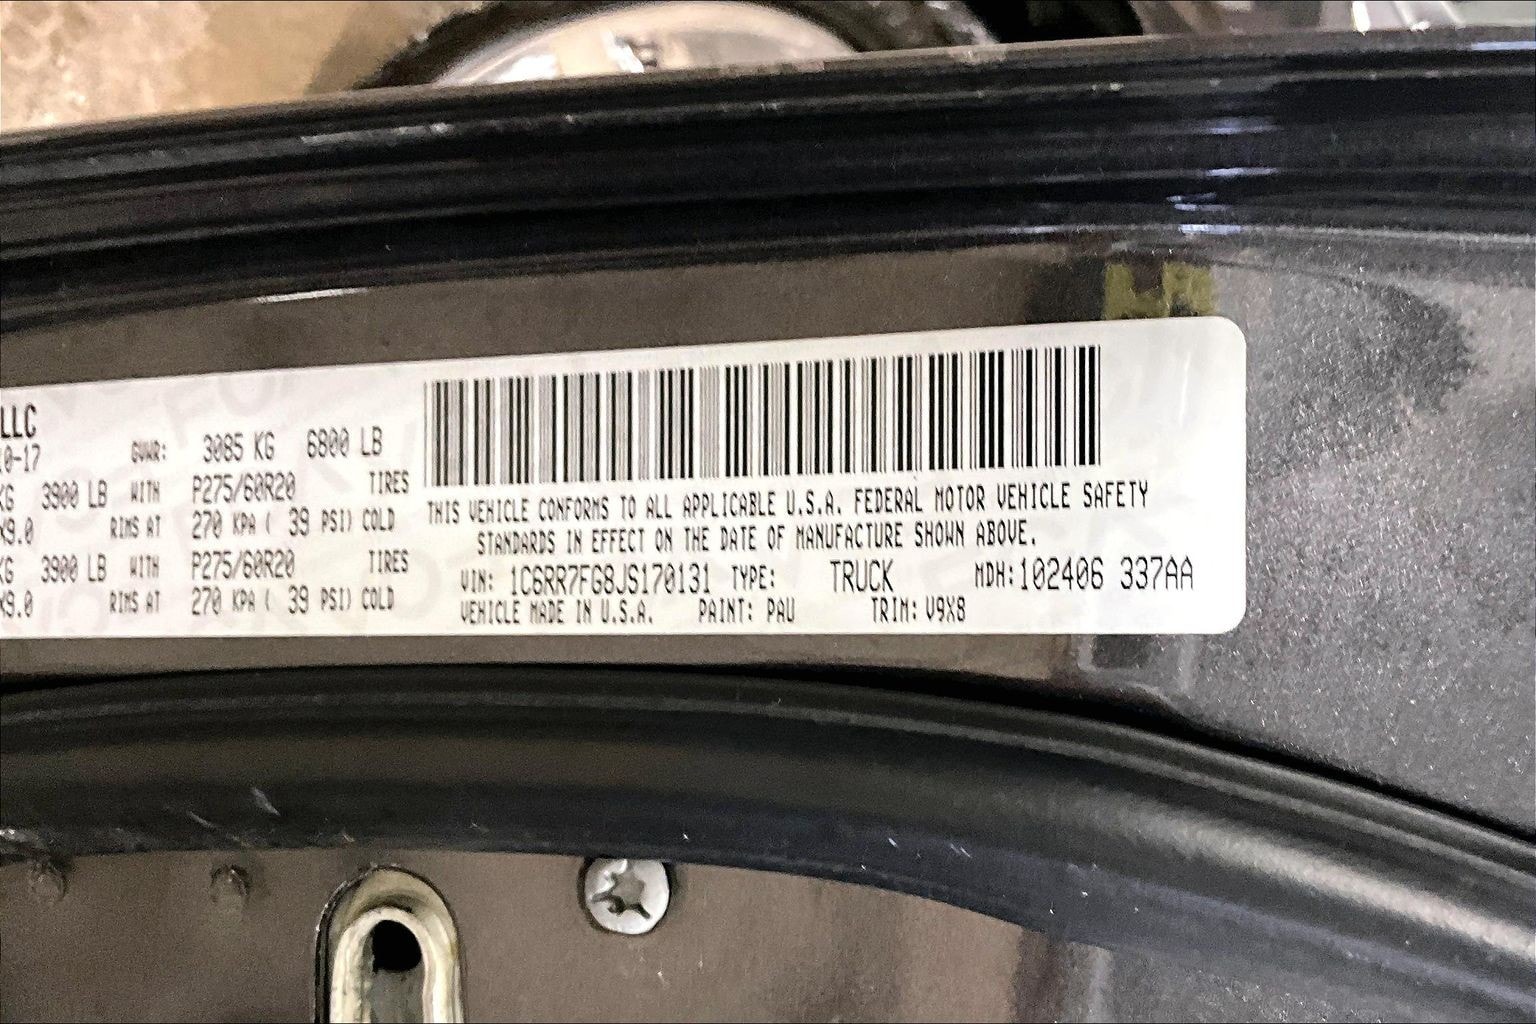 LLC
10-17 GVWR: 3085 KG 6800 LB
KG 3900 LB WITH P275/60R20 TIRES
X9.0 RIMS AT 270 KPA ( 39 PSI) COLD
KG 3900 LB WITH P275/60R20 TIRES
X9.0 RIMS AT 270 KPA ( 39 PSI) COLD
THIS VEHICLE CONFORMS TO ALL APPLICABLE U.S.A. FEDERAL MOTOR VEHICLE SAFETY
STANDARDS IN EFFECT ON THE DATE OF MANUFACTURE SHOWN ABOVE.
VIN: 1C6RR7FG8JS170131 TYPE: TRUCK MDH:102406 337AA
VEHICLE MADE IN U.S.A. PAINT: PAU TRIM: V9X8